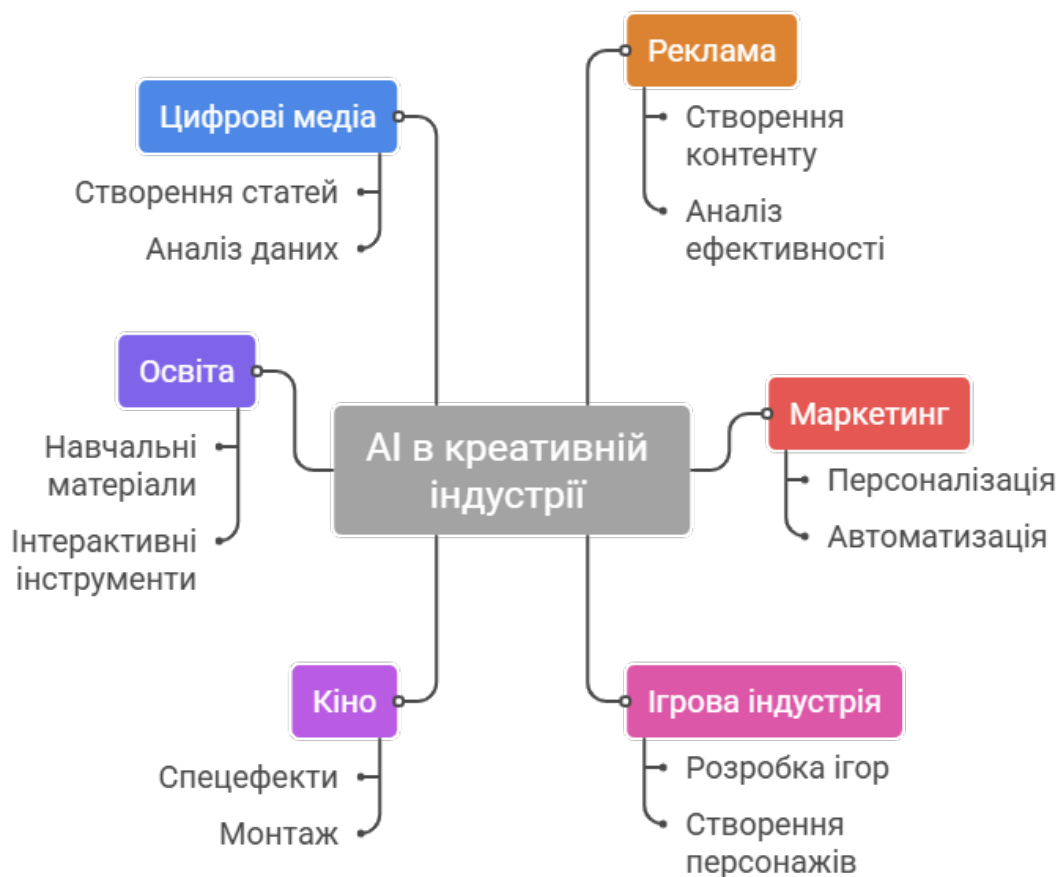 Реклама
Створення
контенту
Аналіз
ефективності
Цифрові медіа
Створення статей
Аналіз даних
Освіта
Навчальні
матеріали
Інтерактивні
інструменти
АІ в креативній
індустрії
Маркетинг
Персоналізація
Автоматизація
Кіно
Спецефекти
Монтаж
Ігрова індустрія
Розробка ігор
Створення
персонажів